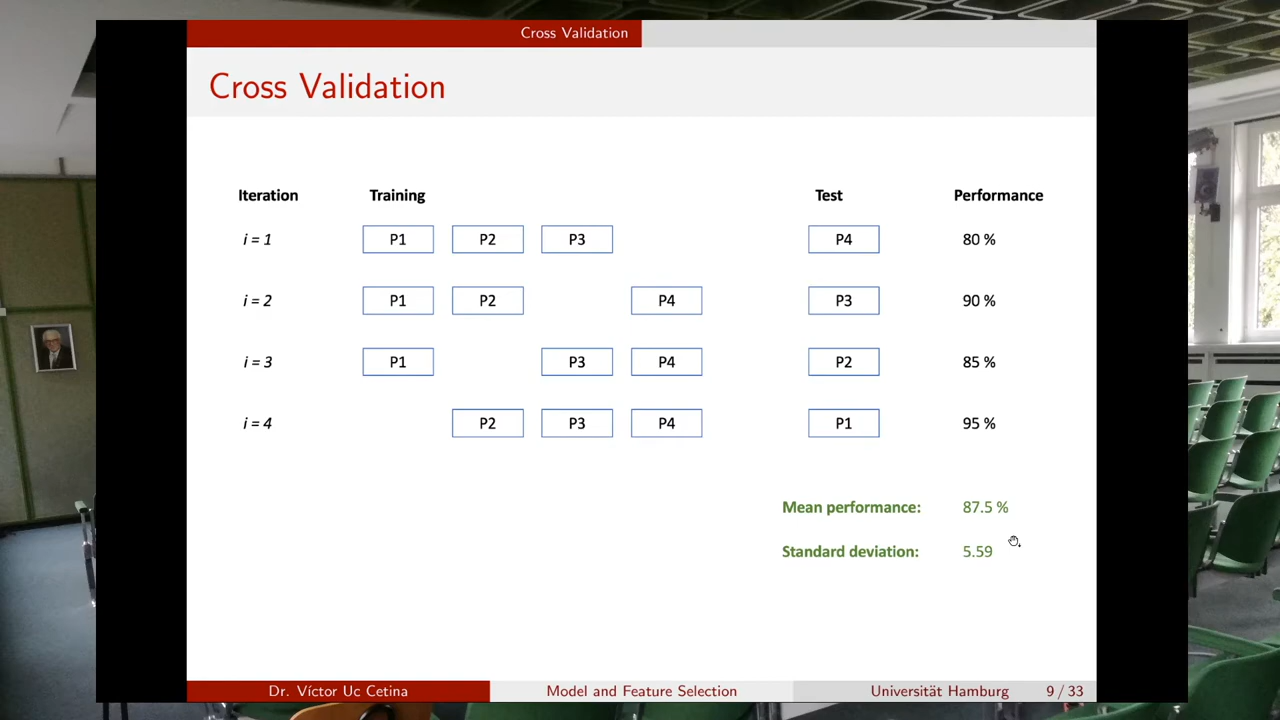 Cross Validation
Cross Validation
Iteration Training Test Performance
i = 1 P1 P2 P3 P4 80 %
i = 2 P1 P2 P4 P3 90 %
i = 3 P1 P3 P4 P2 85 %
i = 4 P2 P3 P4 P1 95 %
Mean performance: 87.5 %
Standard deviation: 5.59
Dr. Víctor Uc Cetina Model and Feature Selection Universität Hamburg 9 / 33